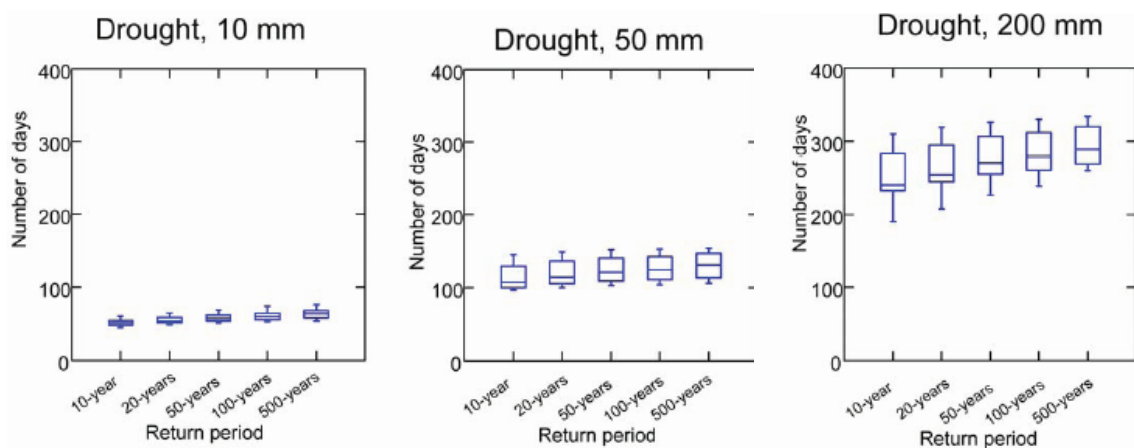 Drought, 10 mm
400
300
200
100
0
Number of days
10-year
20-years
50-years
100-years
500-years
Return period
Drought, 50 mm
400
300
200
100
0
Number of days
10-year
20-years
50-years
100-years
500-years
Return period
Drought, 200 mm
400
300
200
100
0
Number of days
10-year
20-years
50-years
100-years
500-years
Return period